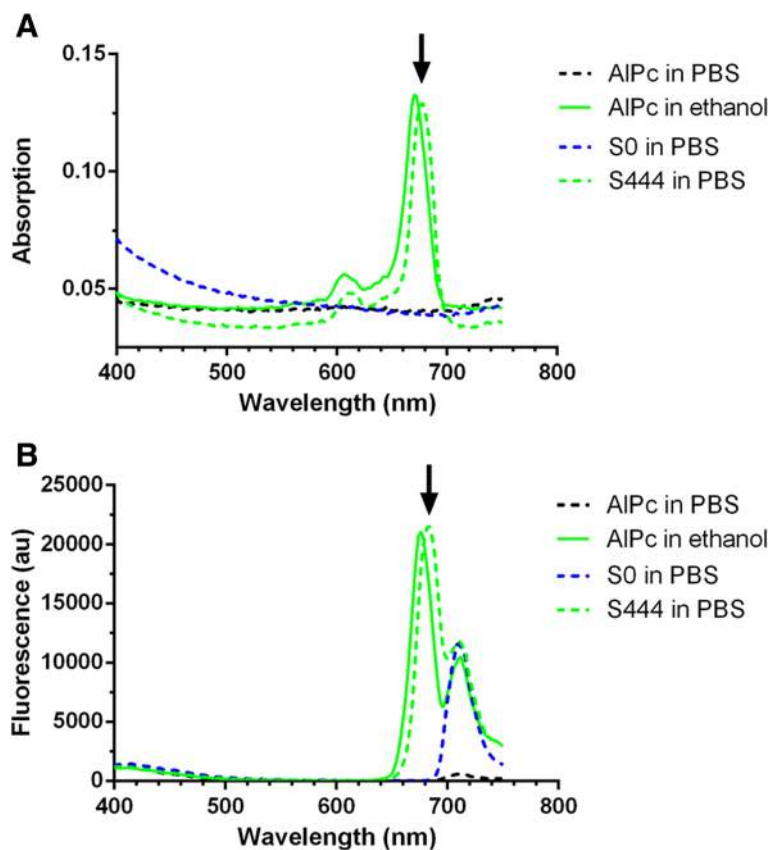 A
0.15
0.10
0.05
Absorption
400 500 600 700 800
Wavelength (nm)
AlPc in PBS
AlPc in ethanol
S0 in PBS
S444 in PBS
B
25000
20000
15000
10000
5000
0
Fluorescence (au)
400 500 600 700 800
Wavelength (nm)
AlPc in PBS
AlPc in ethanol
S0 in PBS
S444 in PBS